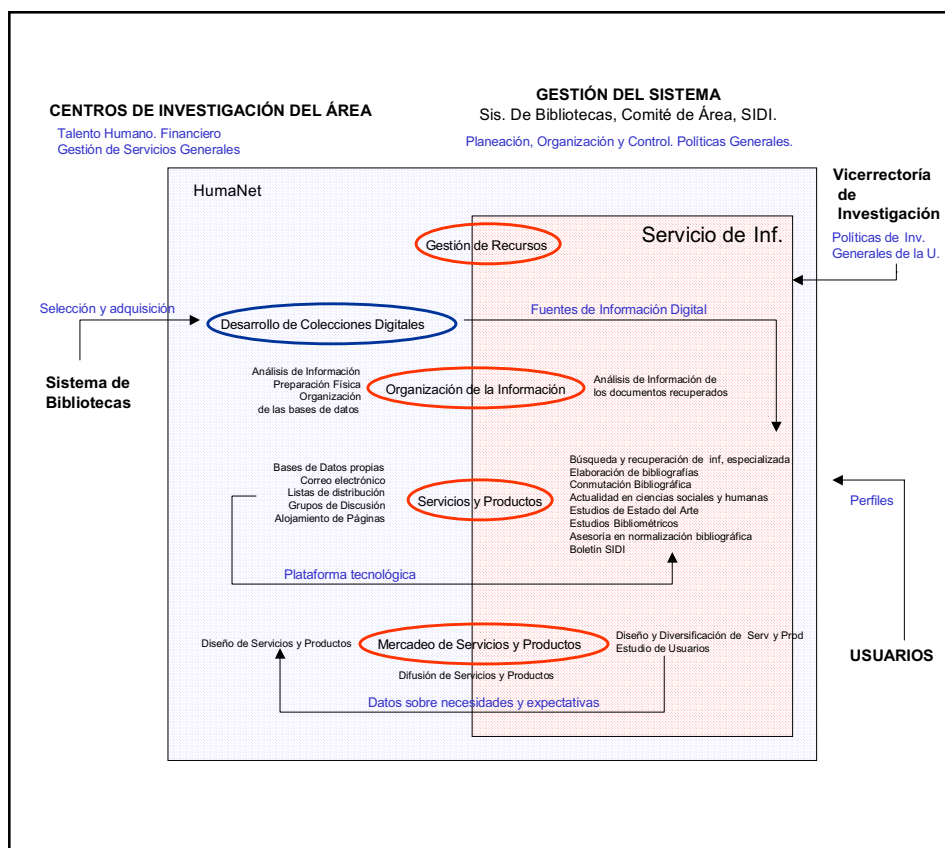 CENTROS DE INVESTIGACIÓN DEL ÁREA
Talento Humano. Financiero
Gestión de Servicios Generales
GESTIÓN DEL SISTEMA
Sis. De Bibliotecas, Comité de Área, SIDI.
Planeación, Organización y Control. Políticas Generales.
Vicerrectoría
de
Investigación
Políticas de Inv.
Generales de la U.
HumaNet
Servicio de Inf.
Gestión de Recursos
Selección y adquisición
Desarrollo de Colecciones Digitales
Fuentes de Información Digital
Sistema de
Bibliotecas
Análisis de Información
Preparación Física
Organización
de las bases de datos
Organización de la Información
Análisis de Información de
los documentos recuperados
Bases de Datos propias
Correo electrónico
Listas de distribución
Grupos de Discusión
Alojamiento de Páginas
Servicios y Productos
Búsqueda y recuperación de inf, especializada
Elaboración de bibliografías
Conmutación Bibliográfica
Actualidad en ciencias sociales y humanas
Estudios de Estado del Arte
Estudios Bibliométricos
Asesoría en normalización bibliográfica
Boletín SIDI
Perfiles
Plataforma tecnológica
Diseño de Servicios y Productos
Mercadeo de Servicios y Productos
Diseño y Diversificación de Serv y Prod
Estudio de Usuarios
USUARIOS
Difusión de Servicios y Productos
Datos sobre necesidades y expectativas